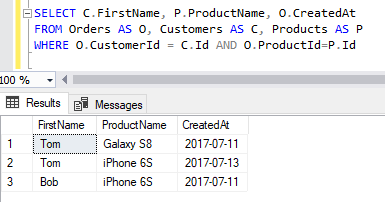 SELECT C.FirstName, P.ProductName, O.CreatedAt
FROM Orders AS O, Customers AS C, Products AS P
WHERE O.CustomerId = C.Id AND O.ProductId=P.Id
100 %
Results Messages
FirstName ProductName CreatedAt
1 Tom Galaxy S8 2017-07-11
2 Tom iPhone 6S 2017-07-13
3 Bob iPhone 6S 2017-07-11